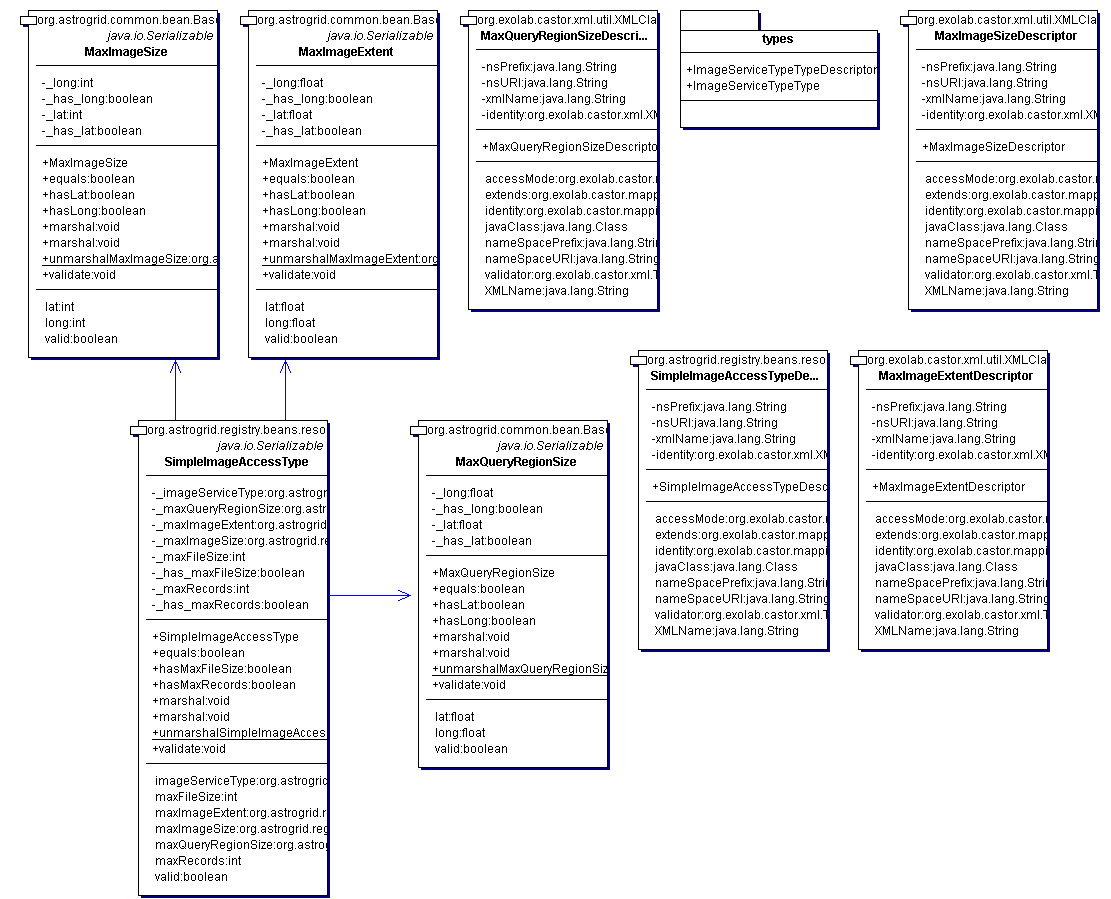 org.astrogrid.common.bean.Bas
java.io.Serializable
MaxImageSize
-_long:int
-_has_long:boolean
-_lat:int
-_has_lat:boolean
+MaxImageSize
+equals:boolean
+hasLat:boolean
+hasLong:boolean
+marshal:void
+marshal:void
+unmarshalMaxImageSize:org.a
+validate:void
lat:int
long:int
valid:boolean
org.astrogrid.common.bean.Bas
java.io.Serializable
MaxImageExtent
-_long:float
-_has_long:boolean
-_lat:float
-_has_lat:boolean
+MaxImageExtent
+equals:boolean
+hasLat:boolean
+hasLong:boolean
+marshal:void
+marshal:void
+unmarshalMaxImageExtent:org
+validate:void
lat:float
long:float
valid:boolean
org.exolab.castor.xml.util.XMLCla
MaxQueryRegionSizeDescri...
-nsPrefix:java.lang.String
-nsURI:java.lang.String
-xmlName:java.lang.String
-identity:org.exolab.castor.xml.XM
+MaxQueryRegionSizeDescripto
accessMode:org.exolab.castor.r
extends:org.exolab.castor.mappi
identity:org.exolab.castor.mappi
javaClass:java.lang.Class
nameSpacePrefix:java.lang.Strin
nameSpaceURI:java.lang.String
validator:org.exolab.castor.xml.T
XMLName:java.lang.String
types
+ImageServiceTypeTypeDescriptor
+ImageServiceTypeType
org.exolab.castor.xml.util.XMLCla
MaxImageSizeDescriptor
-nsPrefix:java.lang.String
-nsURI:java.lang.String
-xmlName:java.lang.String
-identity:org.exolab.castor.xml.XM
+MaxImageSizeDescriptor
accessMode:org.exolab.castor.r
extends:org.exolab.castor.mappi
identity:org.exolab.castor.mappi
javaClass:java.lang.Class
nameSpacePrefix:java.lang.Strin
nameSpaceURI:java.lang.String
validator:org.exolab.castor.xml.T
XMLName:java.lang.String
org.astrogrid.registry.beans.reso
java.io.Serializable
SimpleImageAccessType
-_imageServiceType:org.astrogr
-_maxQueryRegionSize:org.astr
-_maxImageExtent:org.astrogrid
-_maxImageSize:org.astrogrid.re
-_maxFileSize:int
-_has_maxFileSize:boolean
-_maxRecords:int
-_has_maxRecords:boolean
+SimpleImageAccessType
+equals:boolean
+hasMaxFileSize:boolean
+hasMaxRecords:boolean
+marshal:void
+marshal:void
+unmarshalSimpleImageAcces
+validate:void
imageServiceType:org.astrogric
maxFileSize:int
maxImageExtent:org.astrogrid.r
maxImageSize:org.astrogrid.reg
maxQueryRegionSize:org.astrog
maxRecords:int
valid:boolean
org.astrogrid.common.bean.Bas
java.io.Serializable
MaxQueryRegionSize
-_long:float
-_has_long:boolean
-_lat:float
-_has_lat:boolean
+MaxQueryRegionSize
+equals:boolean
+hasLat:boolean
+hasLong:boolean
+marshal:void
+marshal:void
+unmarshalMaxQueryRegionSiz
+validate:void
lat:float
long:float
valid:boolean
org.astrogrid.registry.beans.reso
SimpleImageAccessTypeDe...
-nsPrefix:java.lang.String
-nsURI:java.lang.String
-xmlName:java.lang.String
-identity:org.exolab.castor.xml.XM
+SimpleImageAccessTypeDesc
accessMode:org.exolab.castor.r
extends:org.exolab.castor.mappi
identity:org.exolab.castor.mappi
javaClass:java.lang.Class
nameSpacePrefix:java.lang.Strin
nameSpaceURI:java.lang.String
validator:org.exolab.castor.xml.T
XMLName:java.lang.String
org.exolab.castor.xml.util.XMLCla
MaxImageExtentDescriptor
-nsPrefix:java.lang.String
-nsURI:java.lang.String
-xmlName:java.lang.String
-identity:org.exolab.castor.xml.XM
+MaxImageExtentDescriptor
accessMode:org.exolab.castor.r
extends:org.exolab.castor.mappi
identity:org.exolab.castor.mappi
javaClass:java.lang.Class
nameSpacePrefix:java.lang.Strin
nameSpaceURI:java.lang.String
validator:org.exolab.castor.xml.T
XMLName:java.lang.String